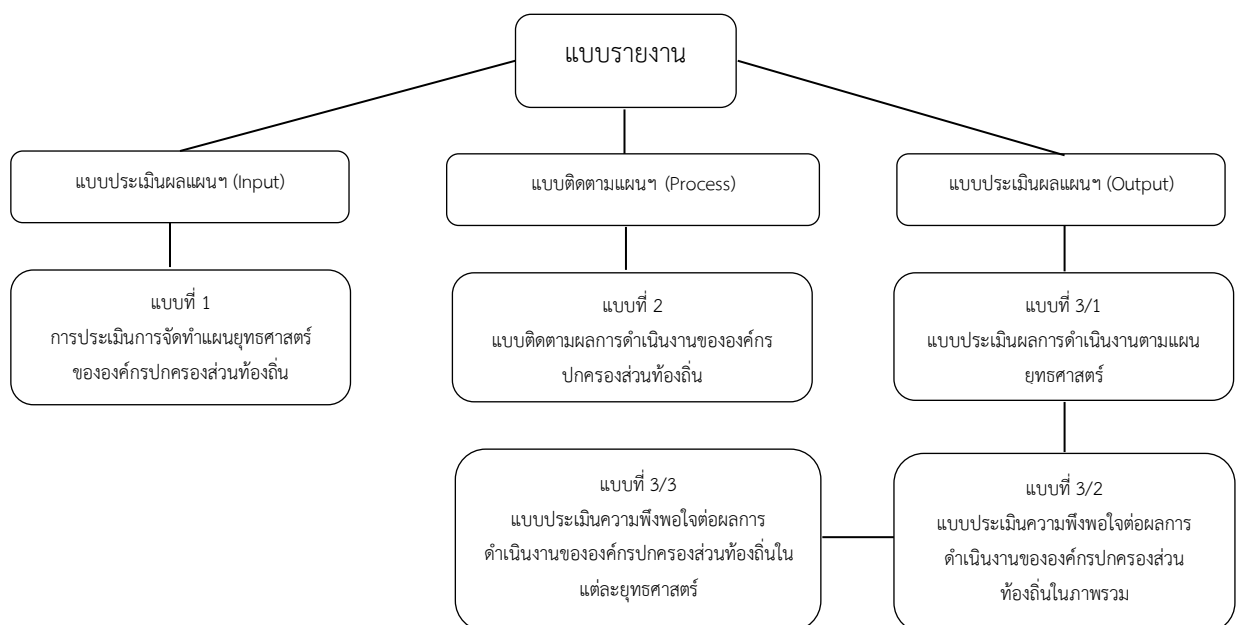 แบบรายงาน
แบบประเมินผลแผนฯ (Input)
แบบติดตามแผนฯ (Process)
แบบประเมินผลแผนฯ (Output)
แบบที่ 1
การประเมินการจัดทำแผนยุทธศาสตร์
ขององค์กรปกครองส่วนท้องถิ่น
แบบที่ 2
แบบติดตามผลการดำเนินงานขององค์กร
ปกครองส่วนท้องถิ่น
แบบที่ 3/1
แบบประเมินผลการดำเนินงานตามแผน
ยุทธศาสตร์
แบบที่ 3/3
แบบประเมินความพึงพอใจต่อผลการ
ดำเนินงานขององค์กรปกครองส่วนท้องถิ่นใน
แต่ละยุทธศาสตร์
แบบที่ 3/2
แบบประเมินความพึงพอใจต่อผลการ
ดำเนินงานขององค์กรปกครองส่วน
ท้องถิ่นในภาพรวม